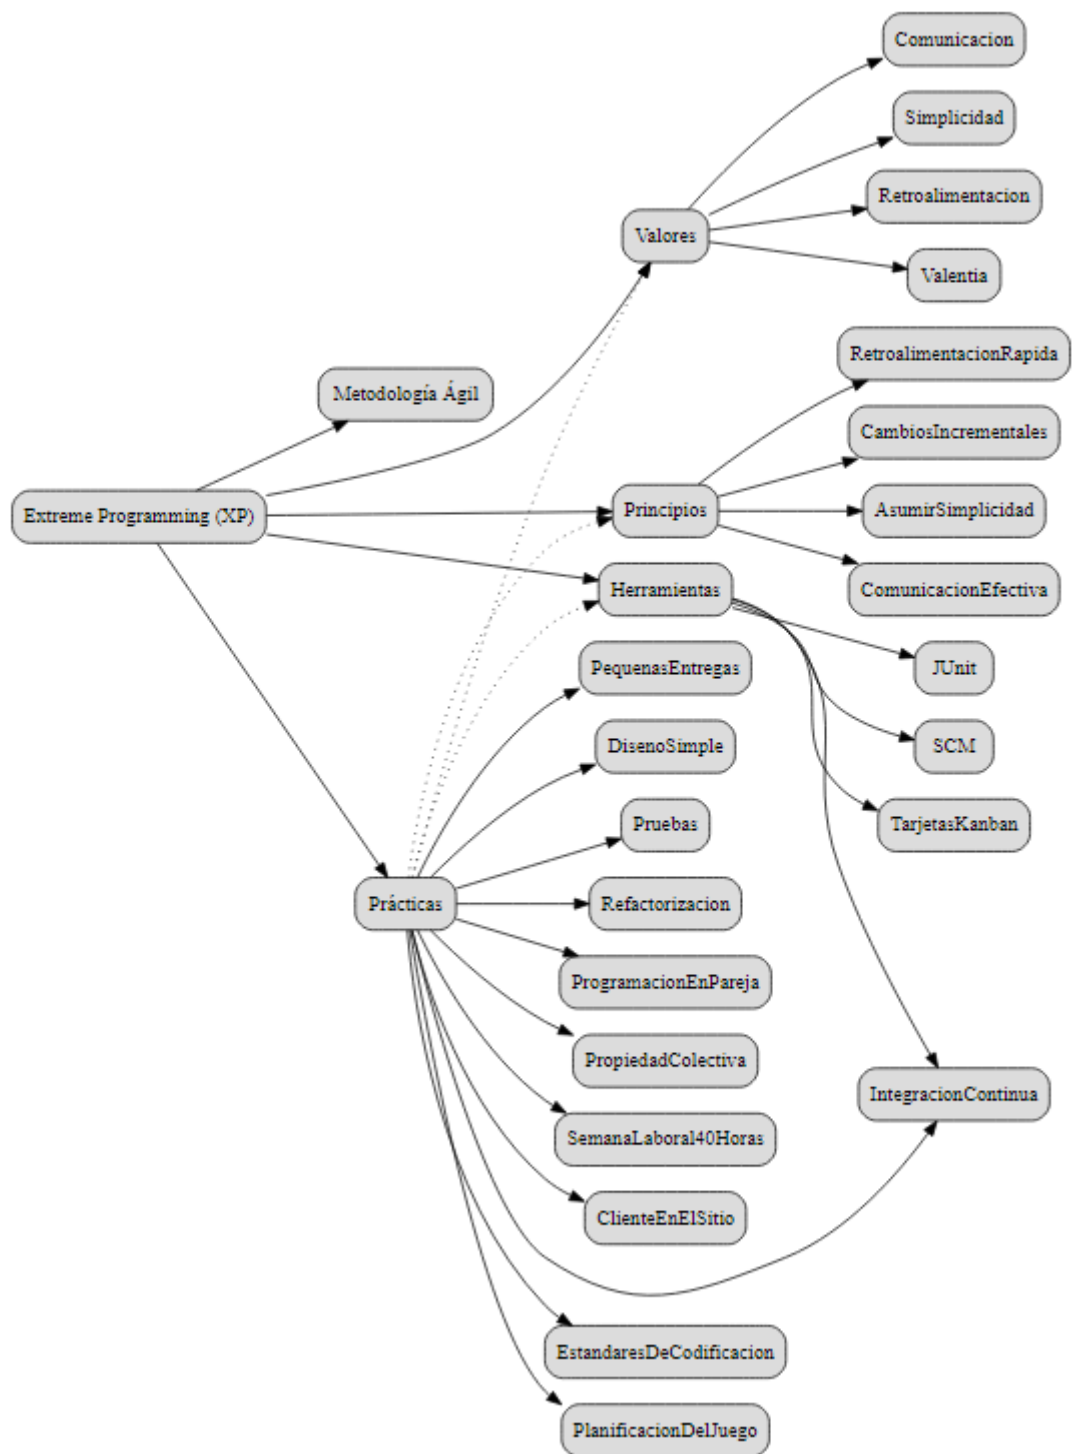 Comunicacion
Simplicidad
Retroalimentacion
Valores
Valentia
RetroalimentacionRapida
Metodología Ágil
CambiosIncrementales
Extreme Programming (XP)
Principios
AsumirSimplicidad
Herramientas
ComunicacionEfectiva
PequenasEntregas
JUnit
DisenoSimple
SCM
Pruebas
TarjetasKanban
Prácticas
Refactorizacion
ProgramacionEnPareja
PropiedadColectiva
IntegracionContinua
SemanaLaboral40Horas
ClienteEnElSitio
EstandaresDeCodificacion
PlanificacionDelJuego